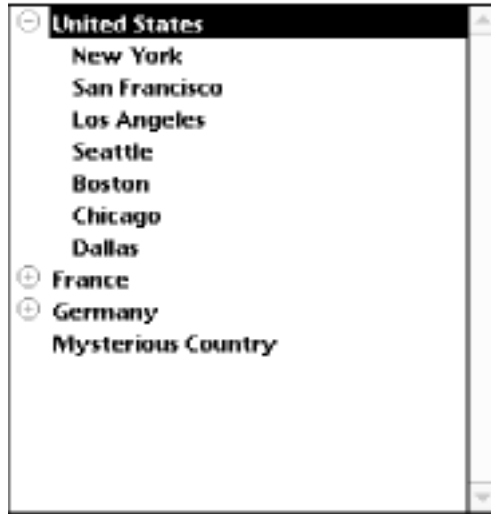 United States
New York
San Francisco
Los Angeles
Seattle
Boston
Chicago
Dallas
France
Germany
Mysterious Country